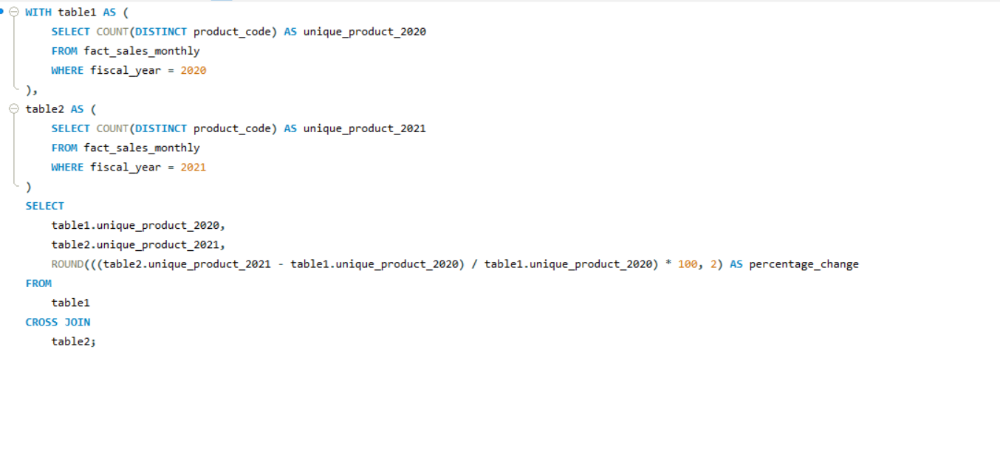 WITH table1 AS (
    SELECT COUNT(DISTINCT product_code) AS unique_product_2020
    FROM fact_sales_monthly
    WHERE fiscal_year = 2020
),
table2 AS (
    SELECT COUNT(DISTINCT product_code) AS unique_product_2021
    FROM fact_sales_monthly
    WHERE fiscal_year = 2021
)
SELECT
    table1.unique_product_2020,
    table2.unique_product_2021,
    ROUND(((table2.unique_product_2021 - table1.unique_product_2020) / table1.unique_product_2020) * 100, 2) AS percentage_change
FROM
    table1
CROSS JOIN
    table2;